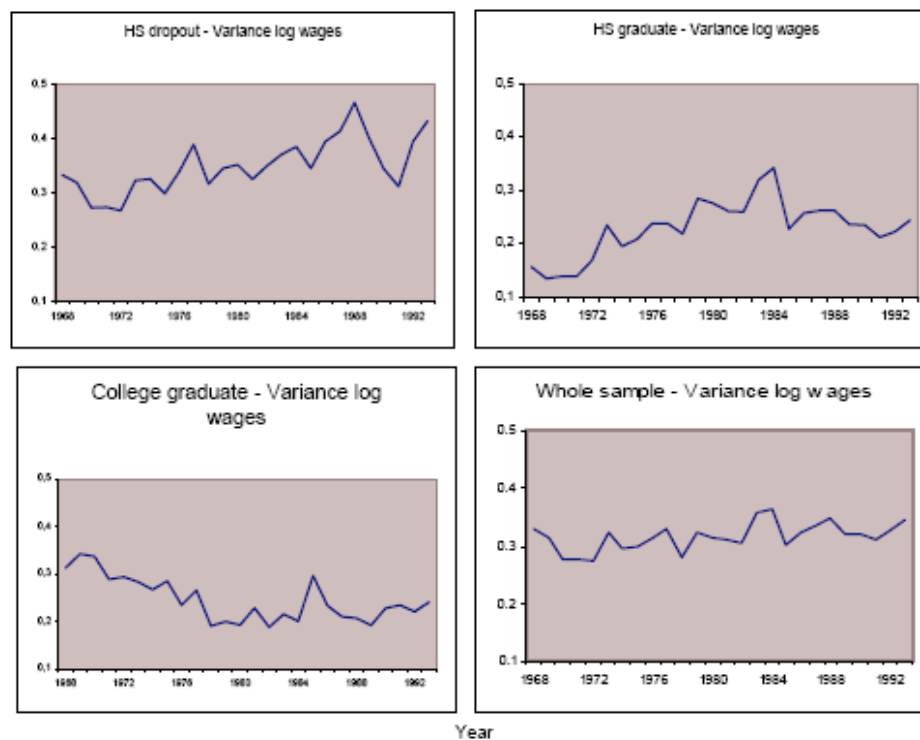 HS dropout - Variance log wages
0,5
0,4
0,3
0,2
0,1
1968 1972 1976 1980 1984 1988 1992
HS graduate - Variance log wages
0,5
0,4
0,3
0,2
0,1
1968 1972 1976 1980 1984 1988 1992
College graduate - Variance log
wages
0,5
0,4
0,3
0,2
0,1
1968 1972 1976 1980 1984 1988 1992
Whole sample - Variance log wages
0.5
0.4
0.3
0.2
0.1
1968 1972 1976 1980 1984 1988 1992
Year